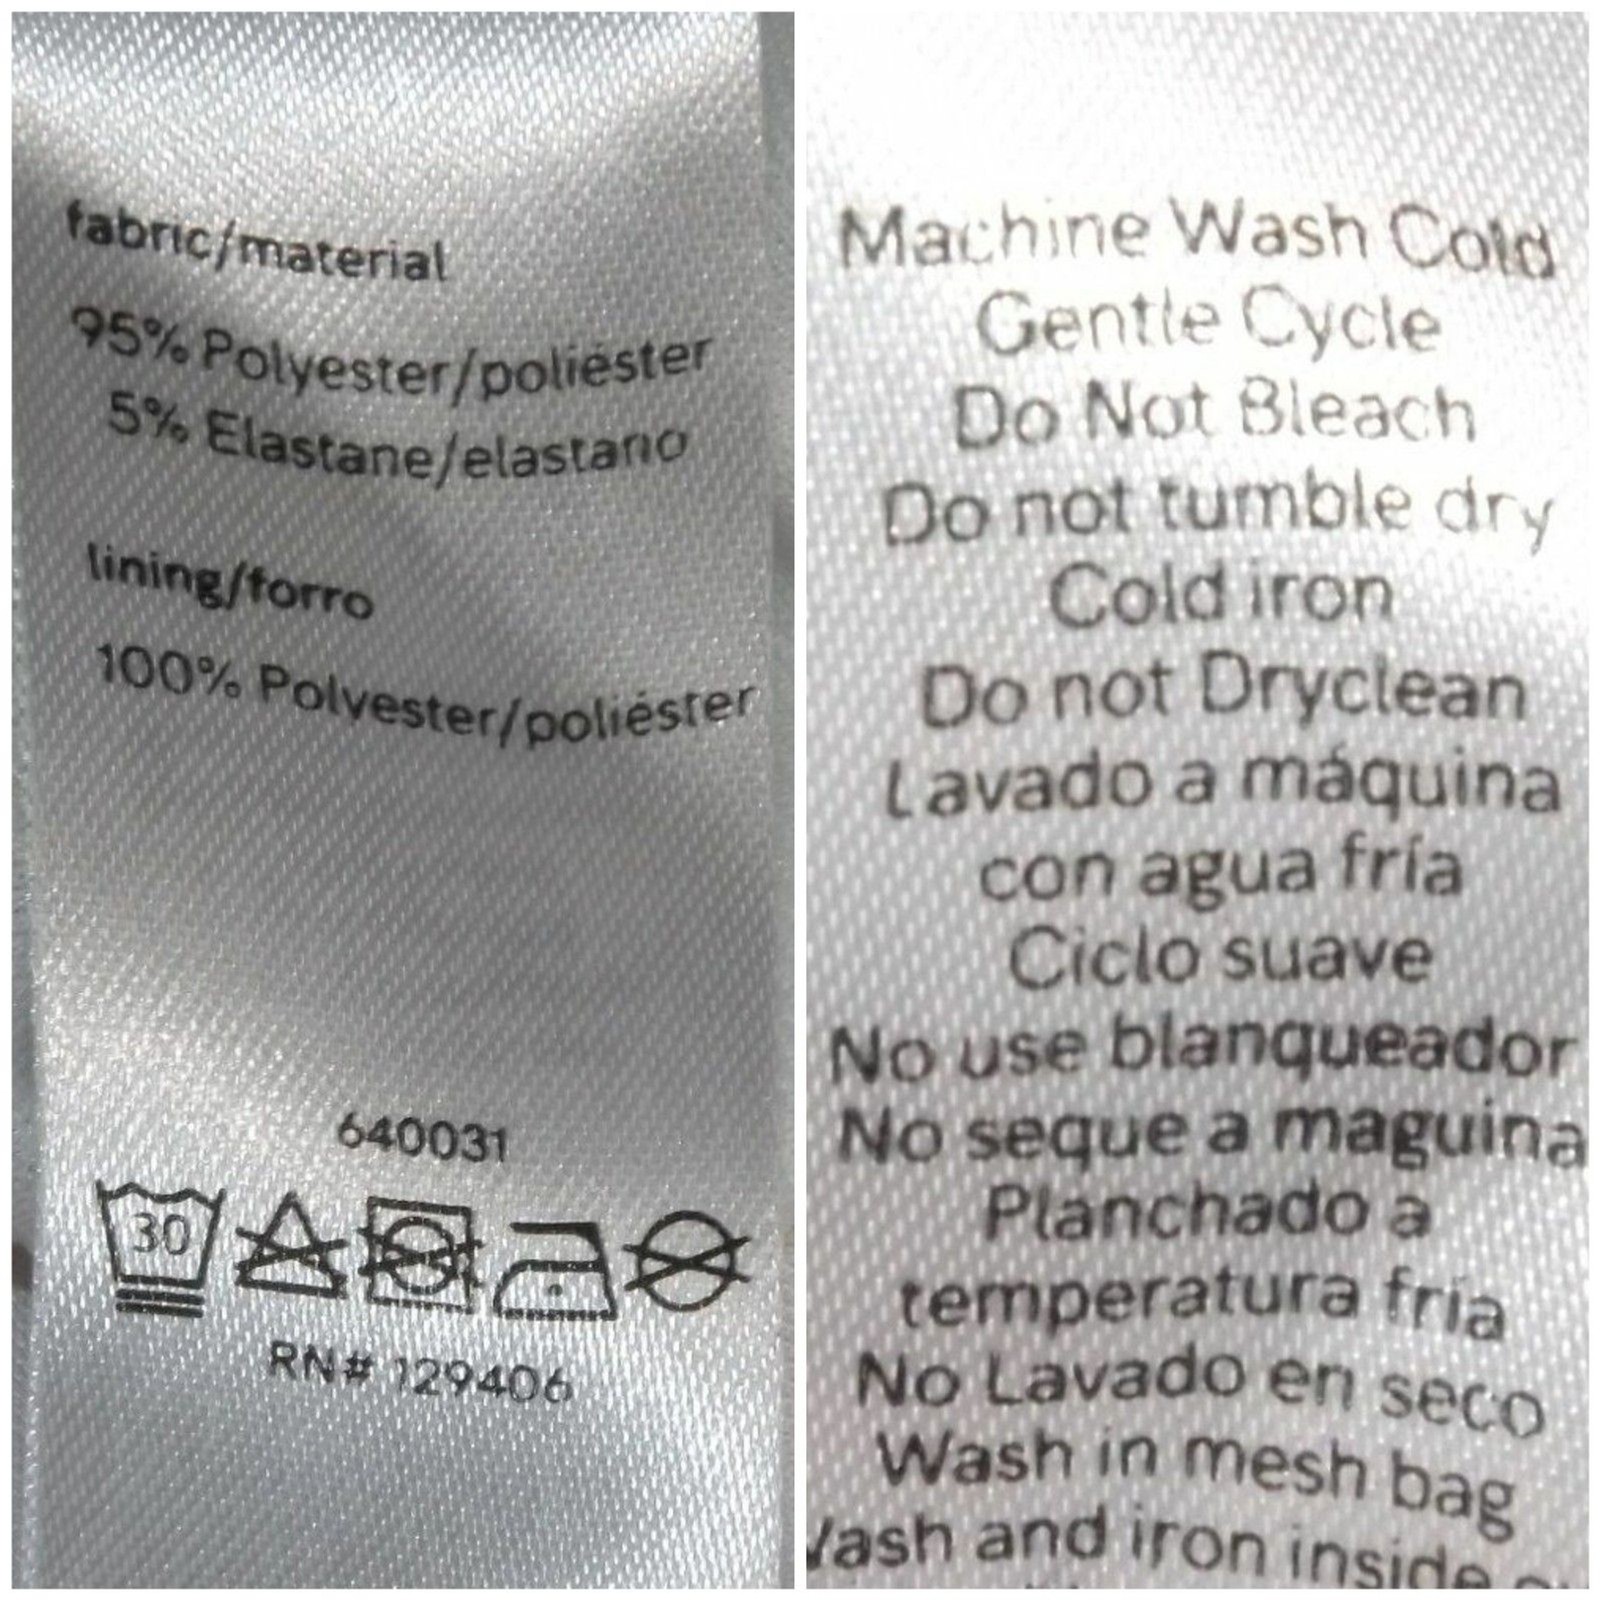 fabric/material
95% Polyester/poliéster
5% Elastane/elastano
lining/forro
100% Polyester/poliéster
640031
30
RN# 129406
Machine Wash Cold
Gentle Cycle
Do Not Bleach
Do not tumble dry
Cold iron
Do not Dryclean
Lavado a máquina
con agua fría
Ciclo suave
No use blanqueador
No seque a maguina
Planchado a
temperatura fría
No Lavado en seco
Wash in mesh bag
Wash and iron inside